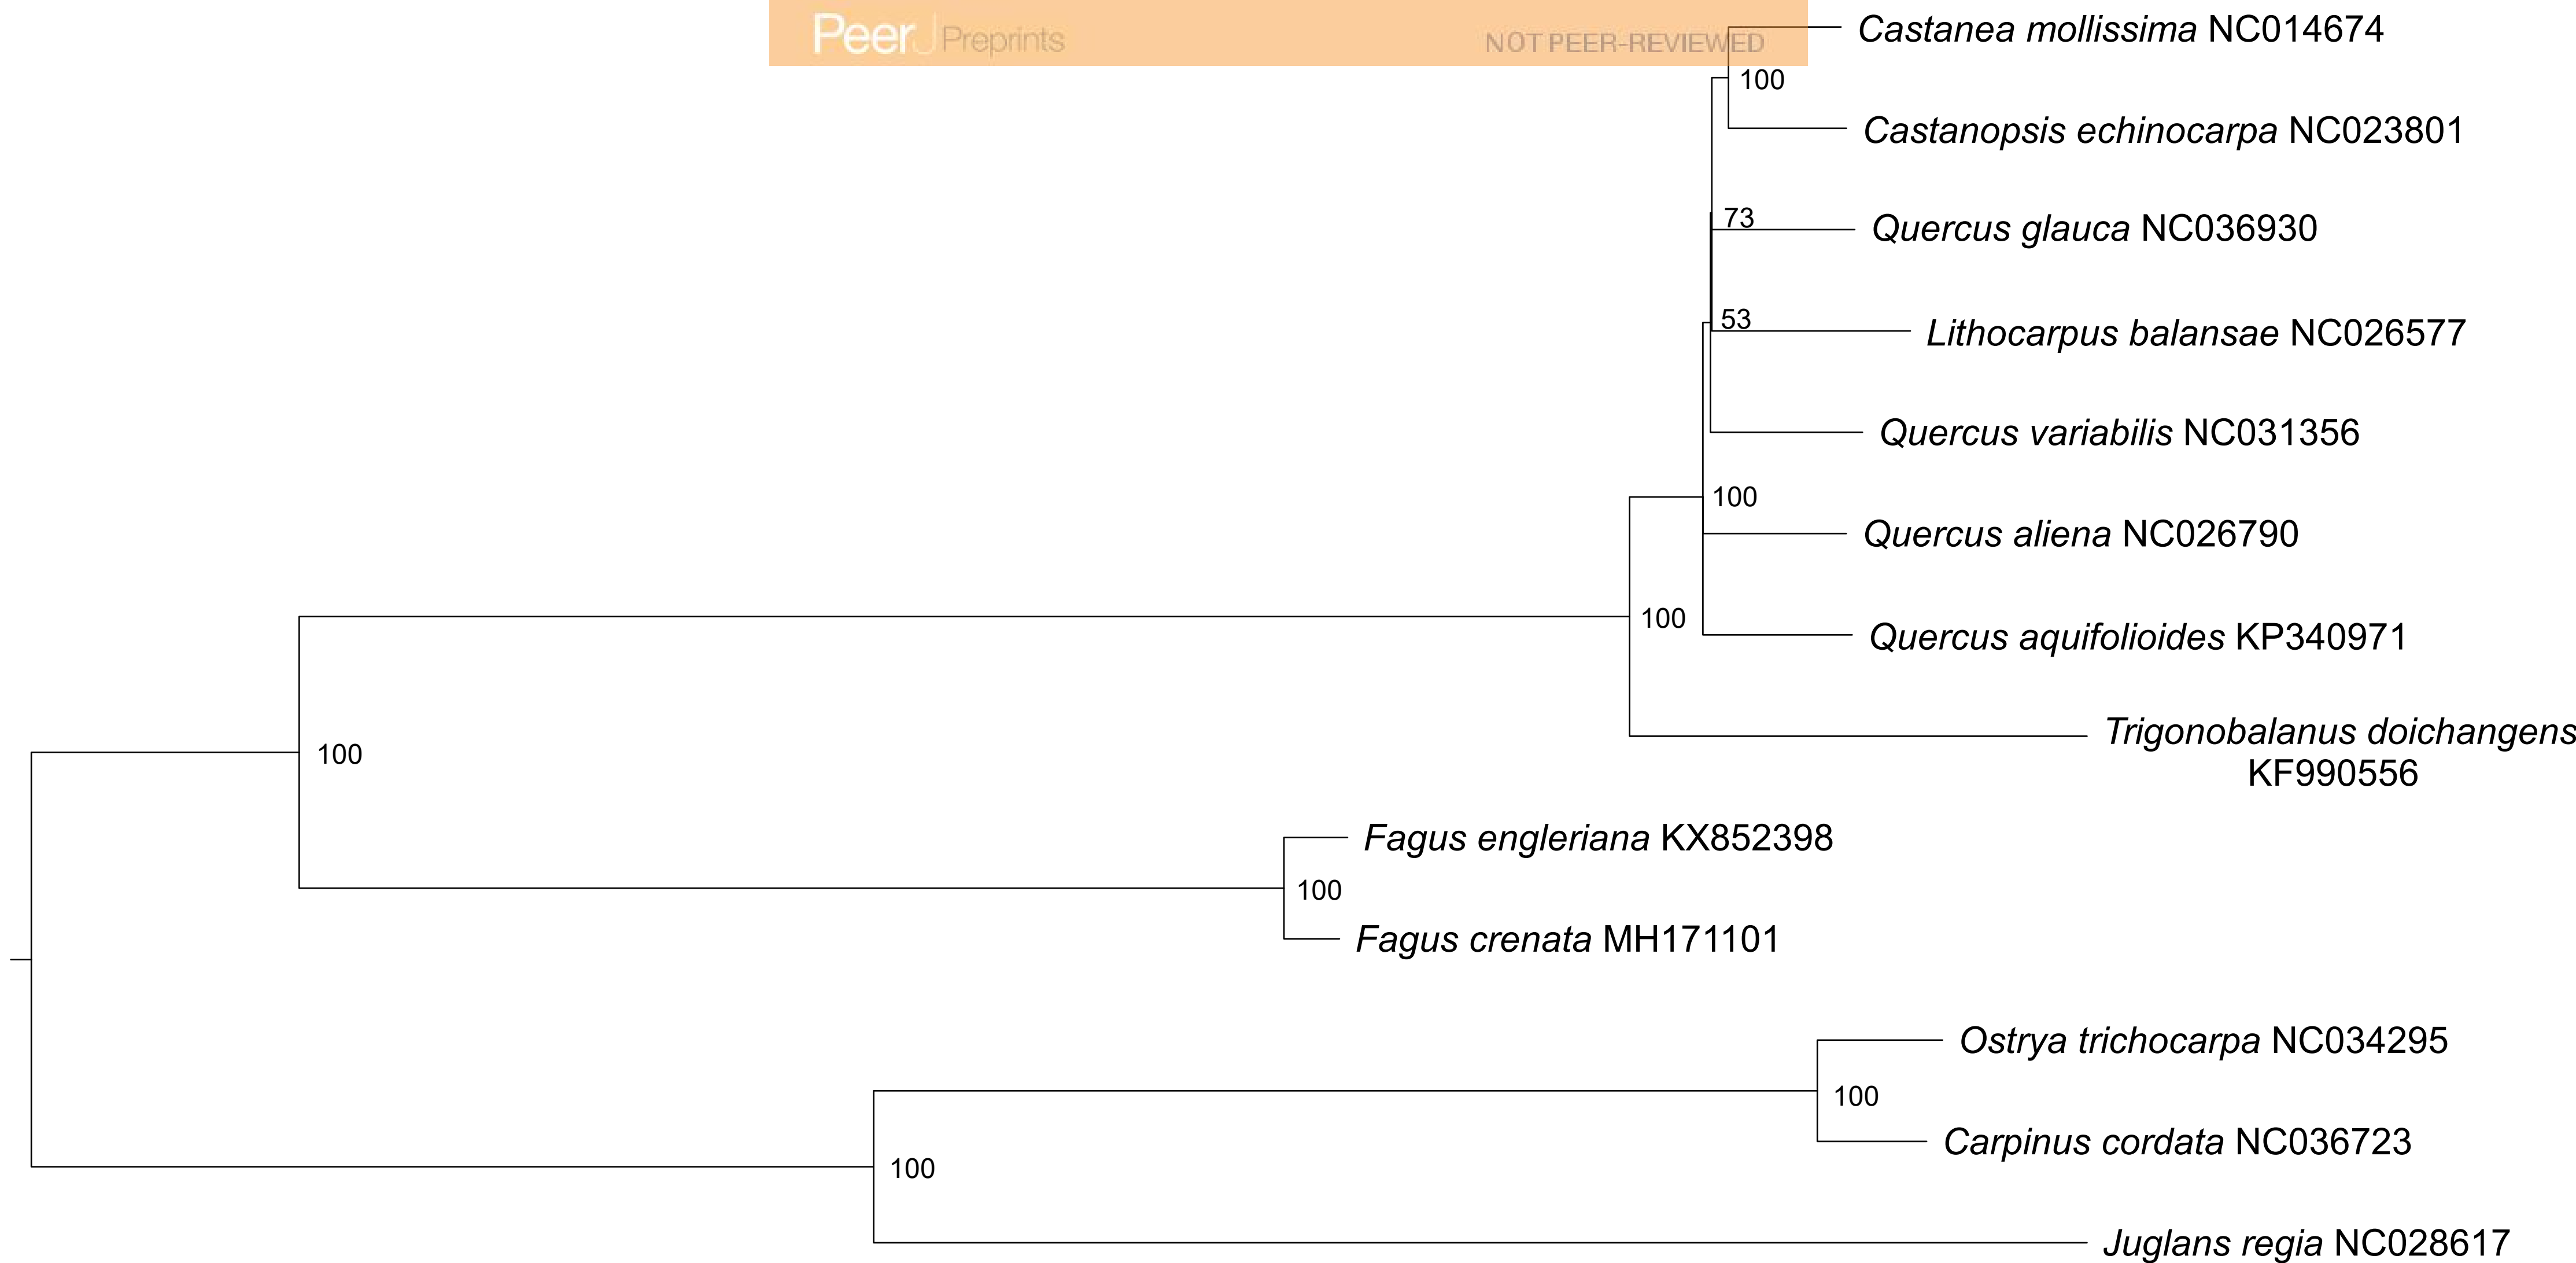 PeerJ Preprints
NOT PEER-REVIEWED
Castanea mollissima NC014674
100
Castanopsis echinocarpa NC023801
73
Quercus glauca NC036930
53
Lithocarpus balansae NC026577
Quercus variabilis NC031356
100
Quercus aliena NC026790
100
Quercus aquifolioides KP340971
Trigonobalanus doichangens
KF990556
100
Fagus engleriana KX852398
100
Fagus crenata MH171101
Ostrya trichocarpa NC034295
100
Carpinus cordata NC036723
100
Juglans regia NC028617